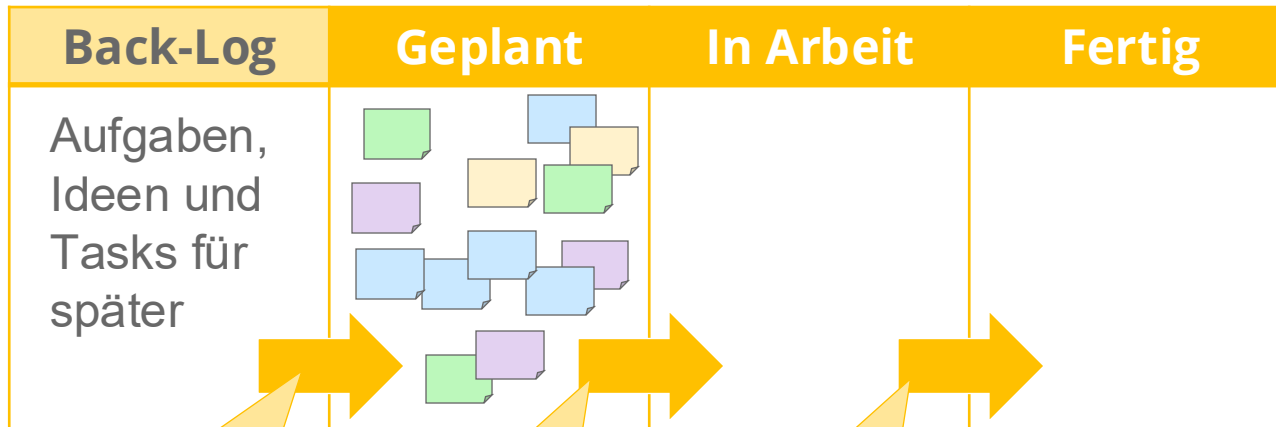 Back-Log
Geplant
In Arbeit
Fertig
Aufgaben,
Ideen und
Tasks für
später